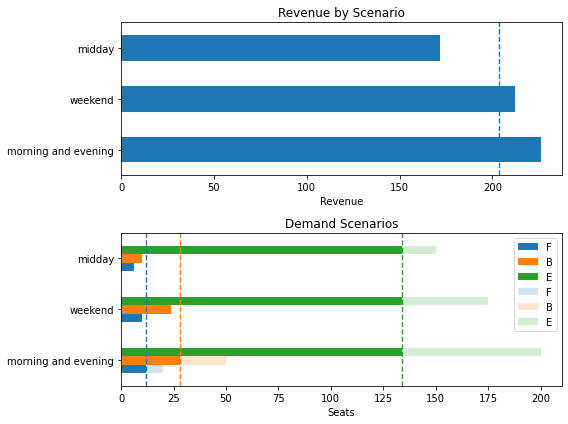 Revenue by Scenario
midday
weekend
morning and evening
0 50 100 150 200
Revenue
Demand Scenarios
midday
weekend
morning and evening
F
B
E
F
B
E
0 25 50 75 100 125 150 175 200
Seats